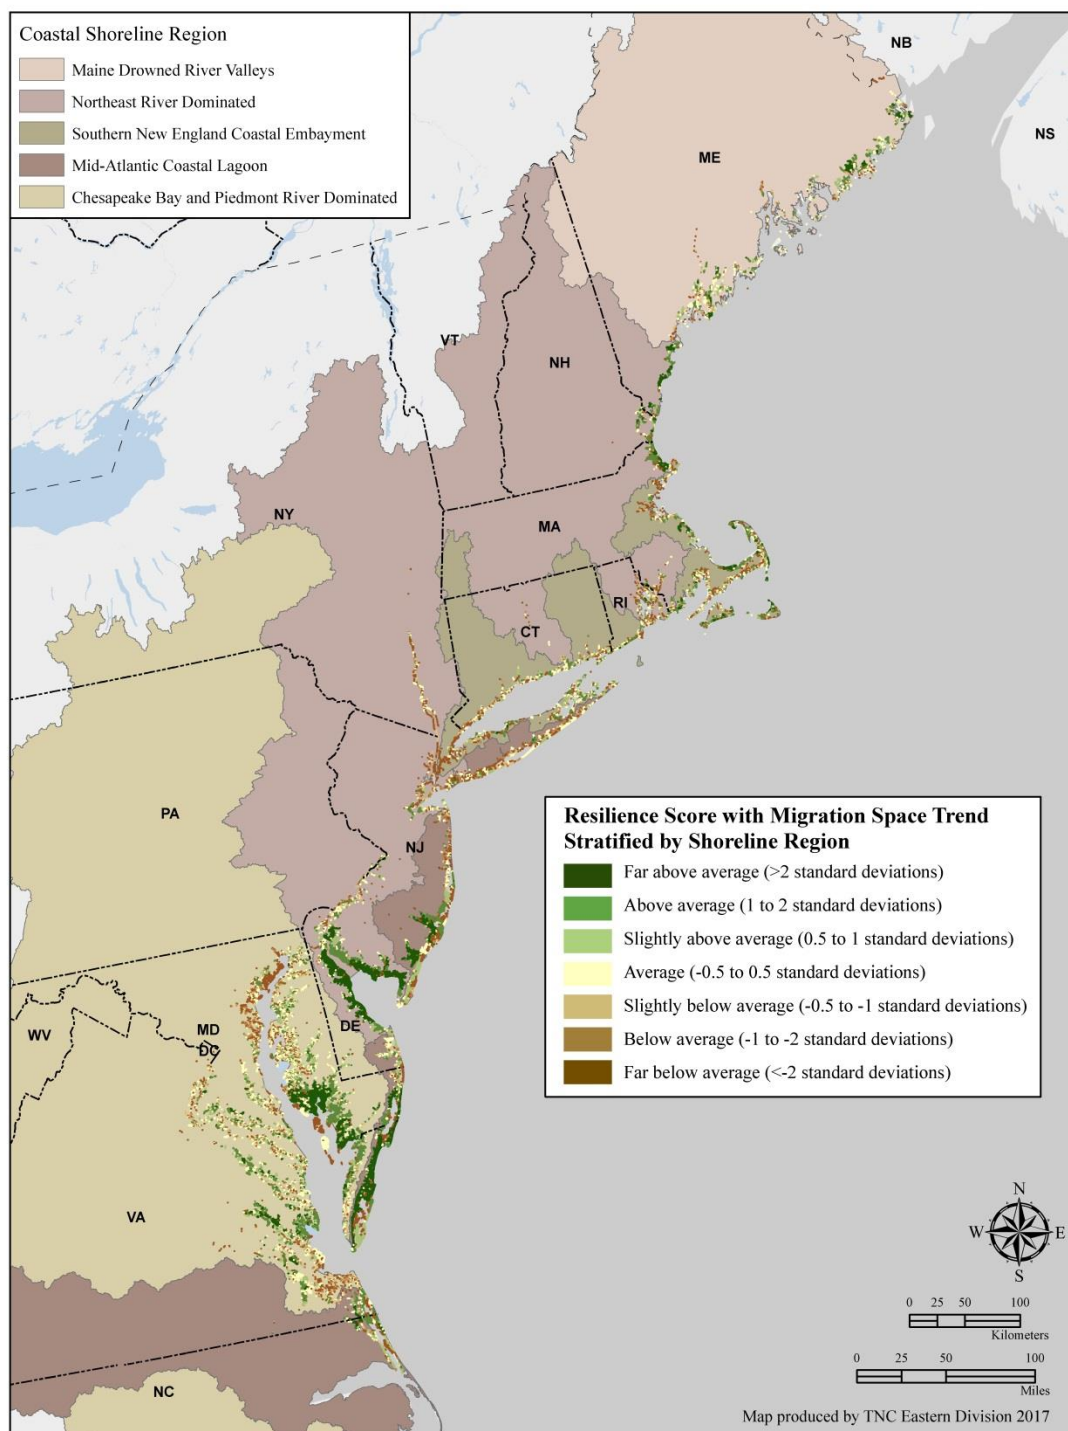 Coastal Shoreline Region
Maine Drowned River Valleys
Northeast River Dominated
Southern New England Coastal Embayment
Mid-Atlantic Coastal Lagoon
Chesapeake Bay and Piedmont River Dominated
NB
NS
ME
VT
NH
NY
MA
RI
CT
PA
NJ
Resilience Score with Migration Space Trend
Stratified by Shoreline Region
Far above average (>2 standard deviations)
Above average (1 to 2 standard deviations)
Slightly above average (0.5 to 1 standard deviations)
Average (-0.5 to 0.5 standard deviations)
Slightly below average (-0.5 to -1 standard deviations)
Below average (-1 to -2 standard deviations)
Far below average (<-2 standard deviations)
WV
MD
DC
DE
VA
NC
N
W E
S
0 25 50 100
Kilometers
0 25 50 100
Miles
Map produced by TNC Eastern Division 2017